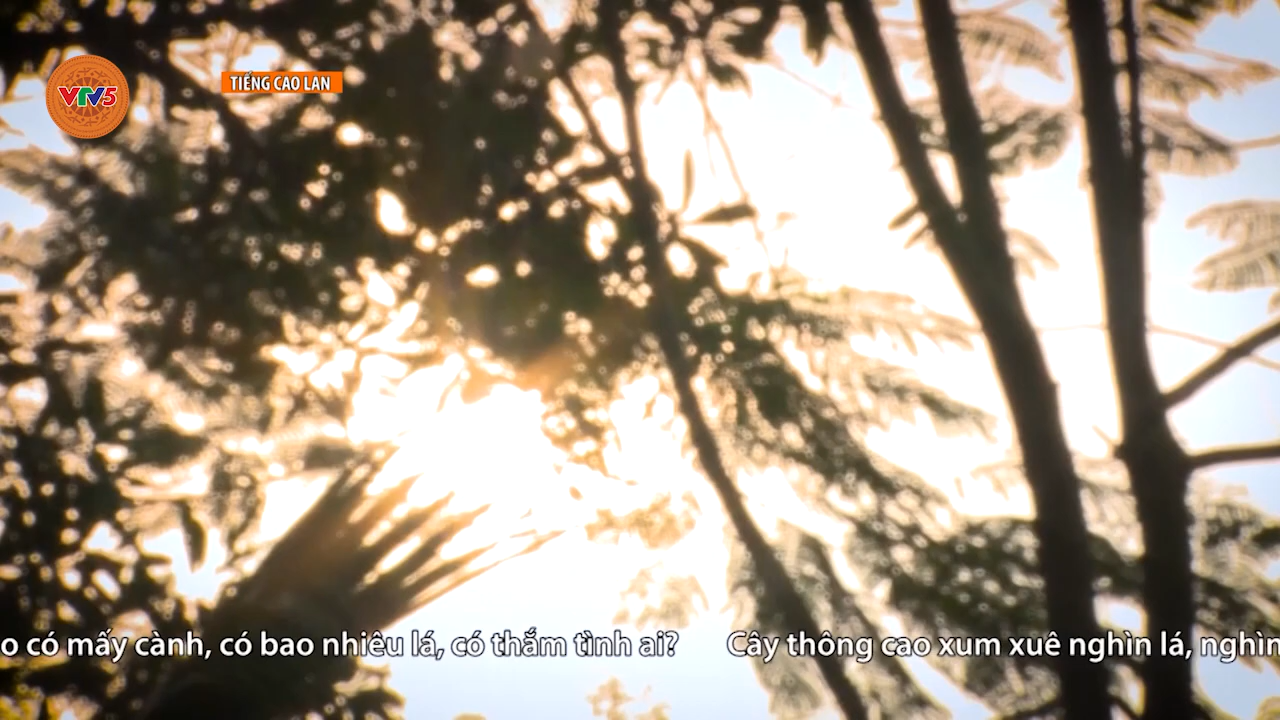 VTV5
TIẾNG CAO LAN
o có mấy cành, có bao nhiêu lá, có thắm tình ai? Cây thông cao xum xuê nghìn lá, nghìn